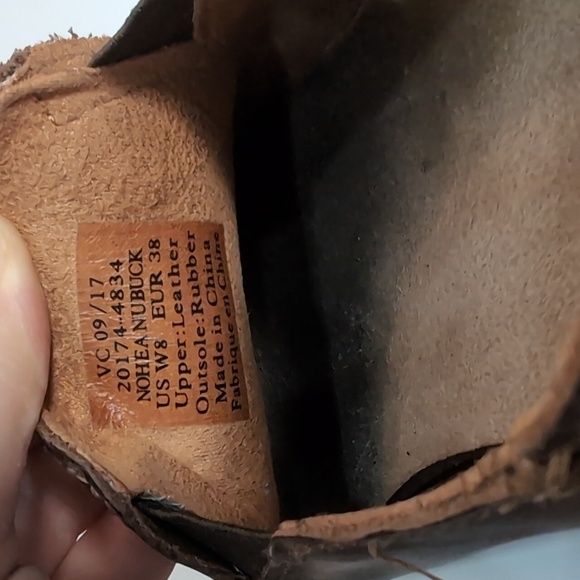 VC 09/17
20174-4834
NOHEA NUBUCK
US W8 EUR 38
Upper:Leather
Outsole:Rubber
Made in China
Fabriqué en Chine